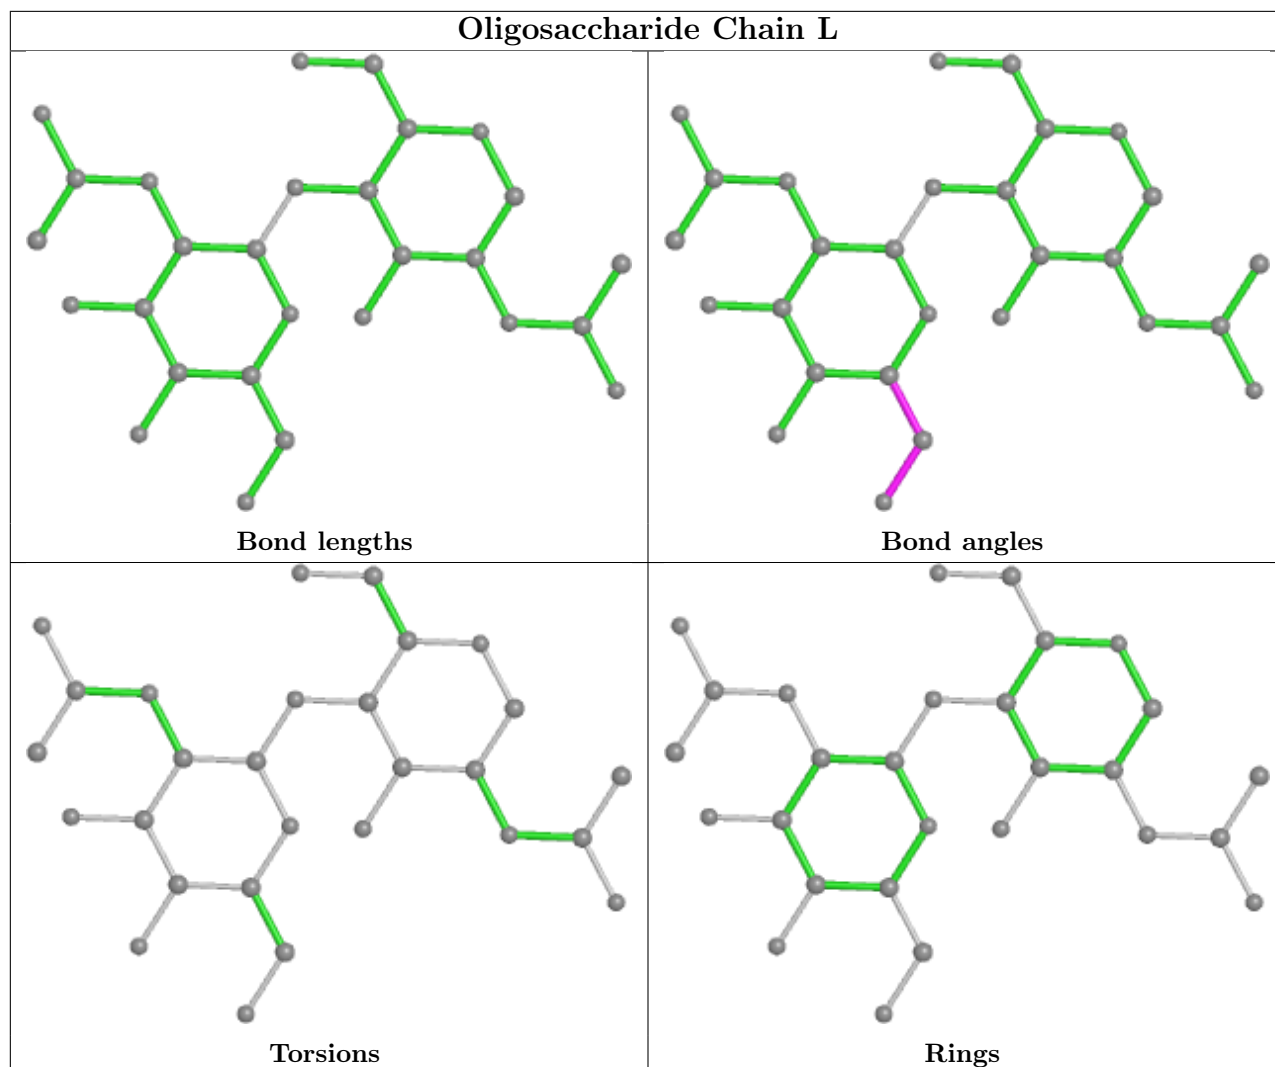 Oligosaccharide Chain L
Bond lengths
Bond angles
Torsions
Rings